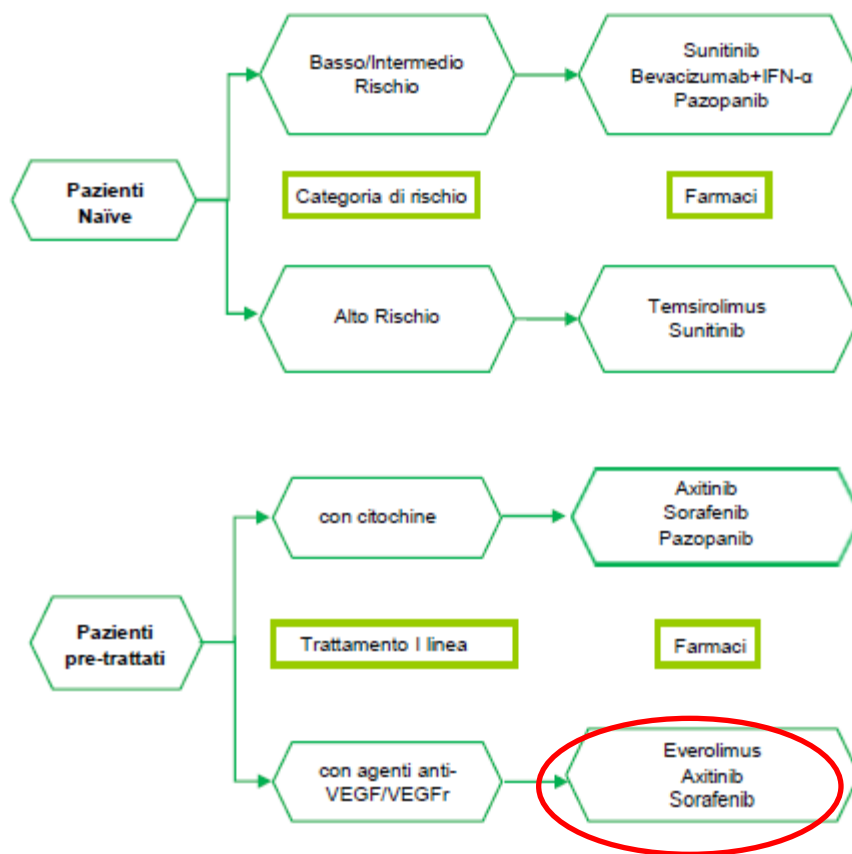 Basso/Intermedio
Rischio
Sunitinib
Bevacizumab+IFN-α
Pazopanib
Pazienti
Naïve
Categoria di rischio
Farmaci
Alto Rischio
Temsirolimus
Sunitinib
con citochine
Axitinib
Sorafenib
Pazopanib
Pazienti
pre-trattati
Trattamento I linea
Farmaci
con agenti anti-
VEGF/VEGFr
Everolimus
Axitinib
Sorafenib